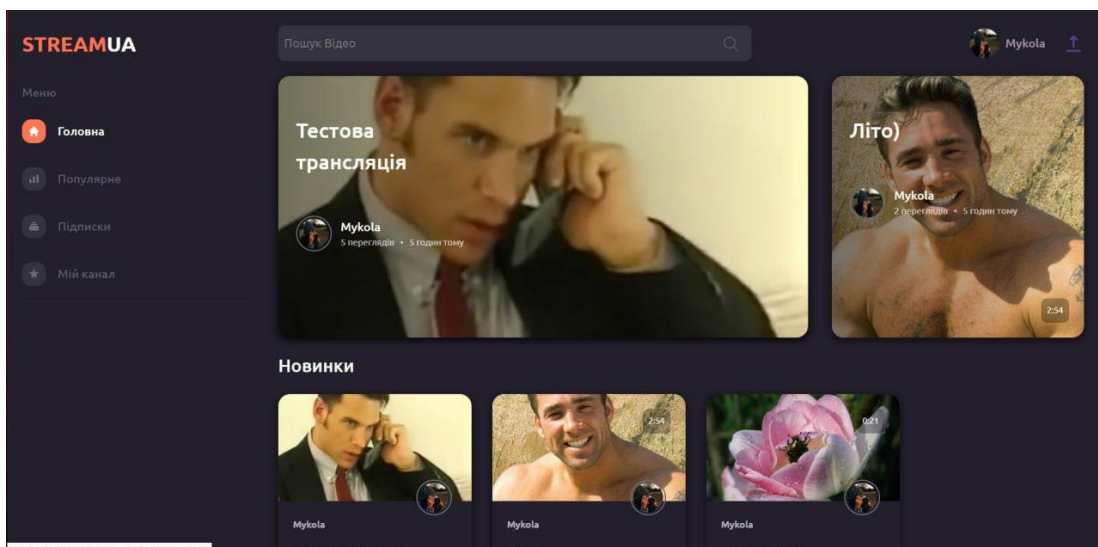 STREAMUA
Пошук Відео
Mykola
Меню
Головна
Популярне
Підписки
Мій канал
Тестова
трансляція
Mykola
5 переглядів • 5 годин тому
Літо)
Mykola
2 переглядів • 5 годин тому
2:54
Новинки
2:54
0:21
Mykola
Mykola
Mykola